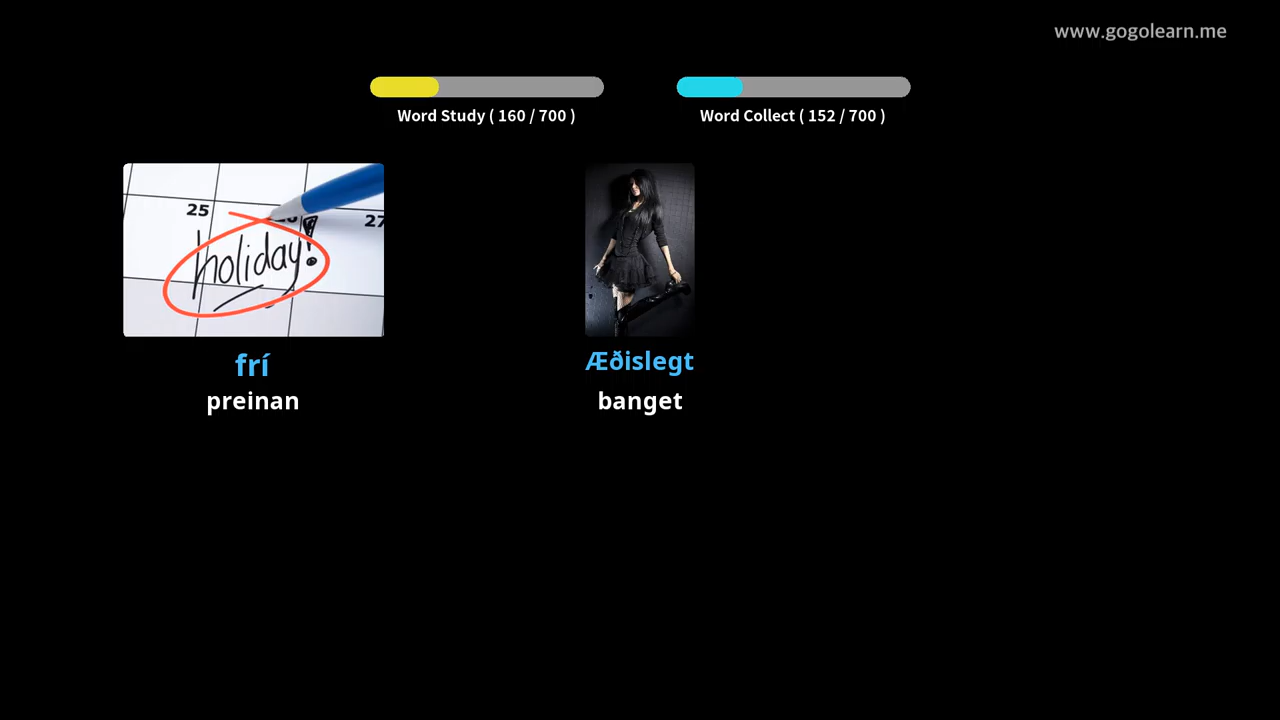 www.gogolearn.me
Word Study ( 160 / 700 )
Word Collect ( 152 / 700 )
25
27
holiday!
frí
Æðislegt
preinan
banget